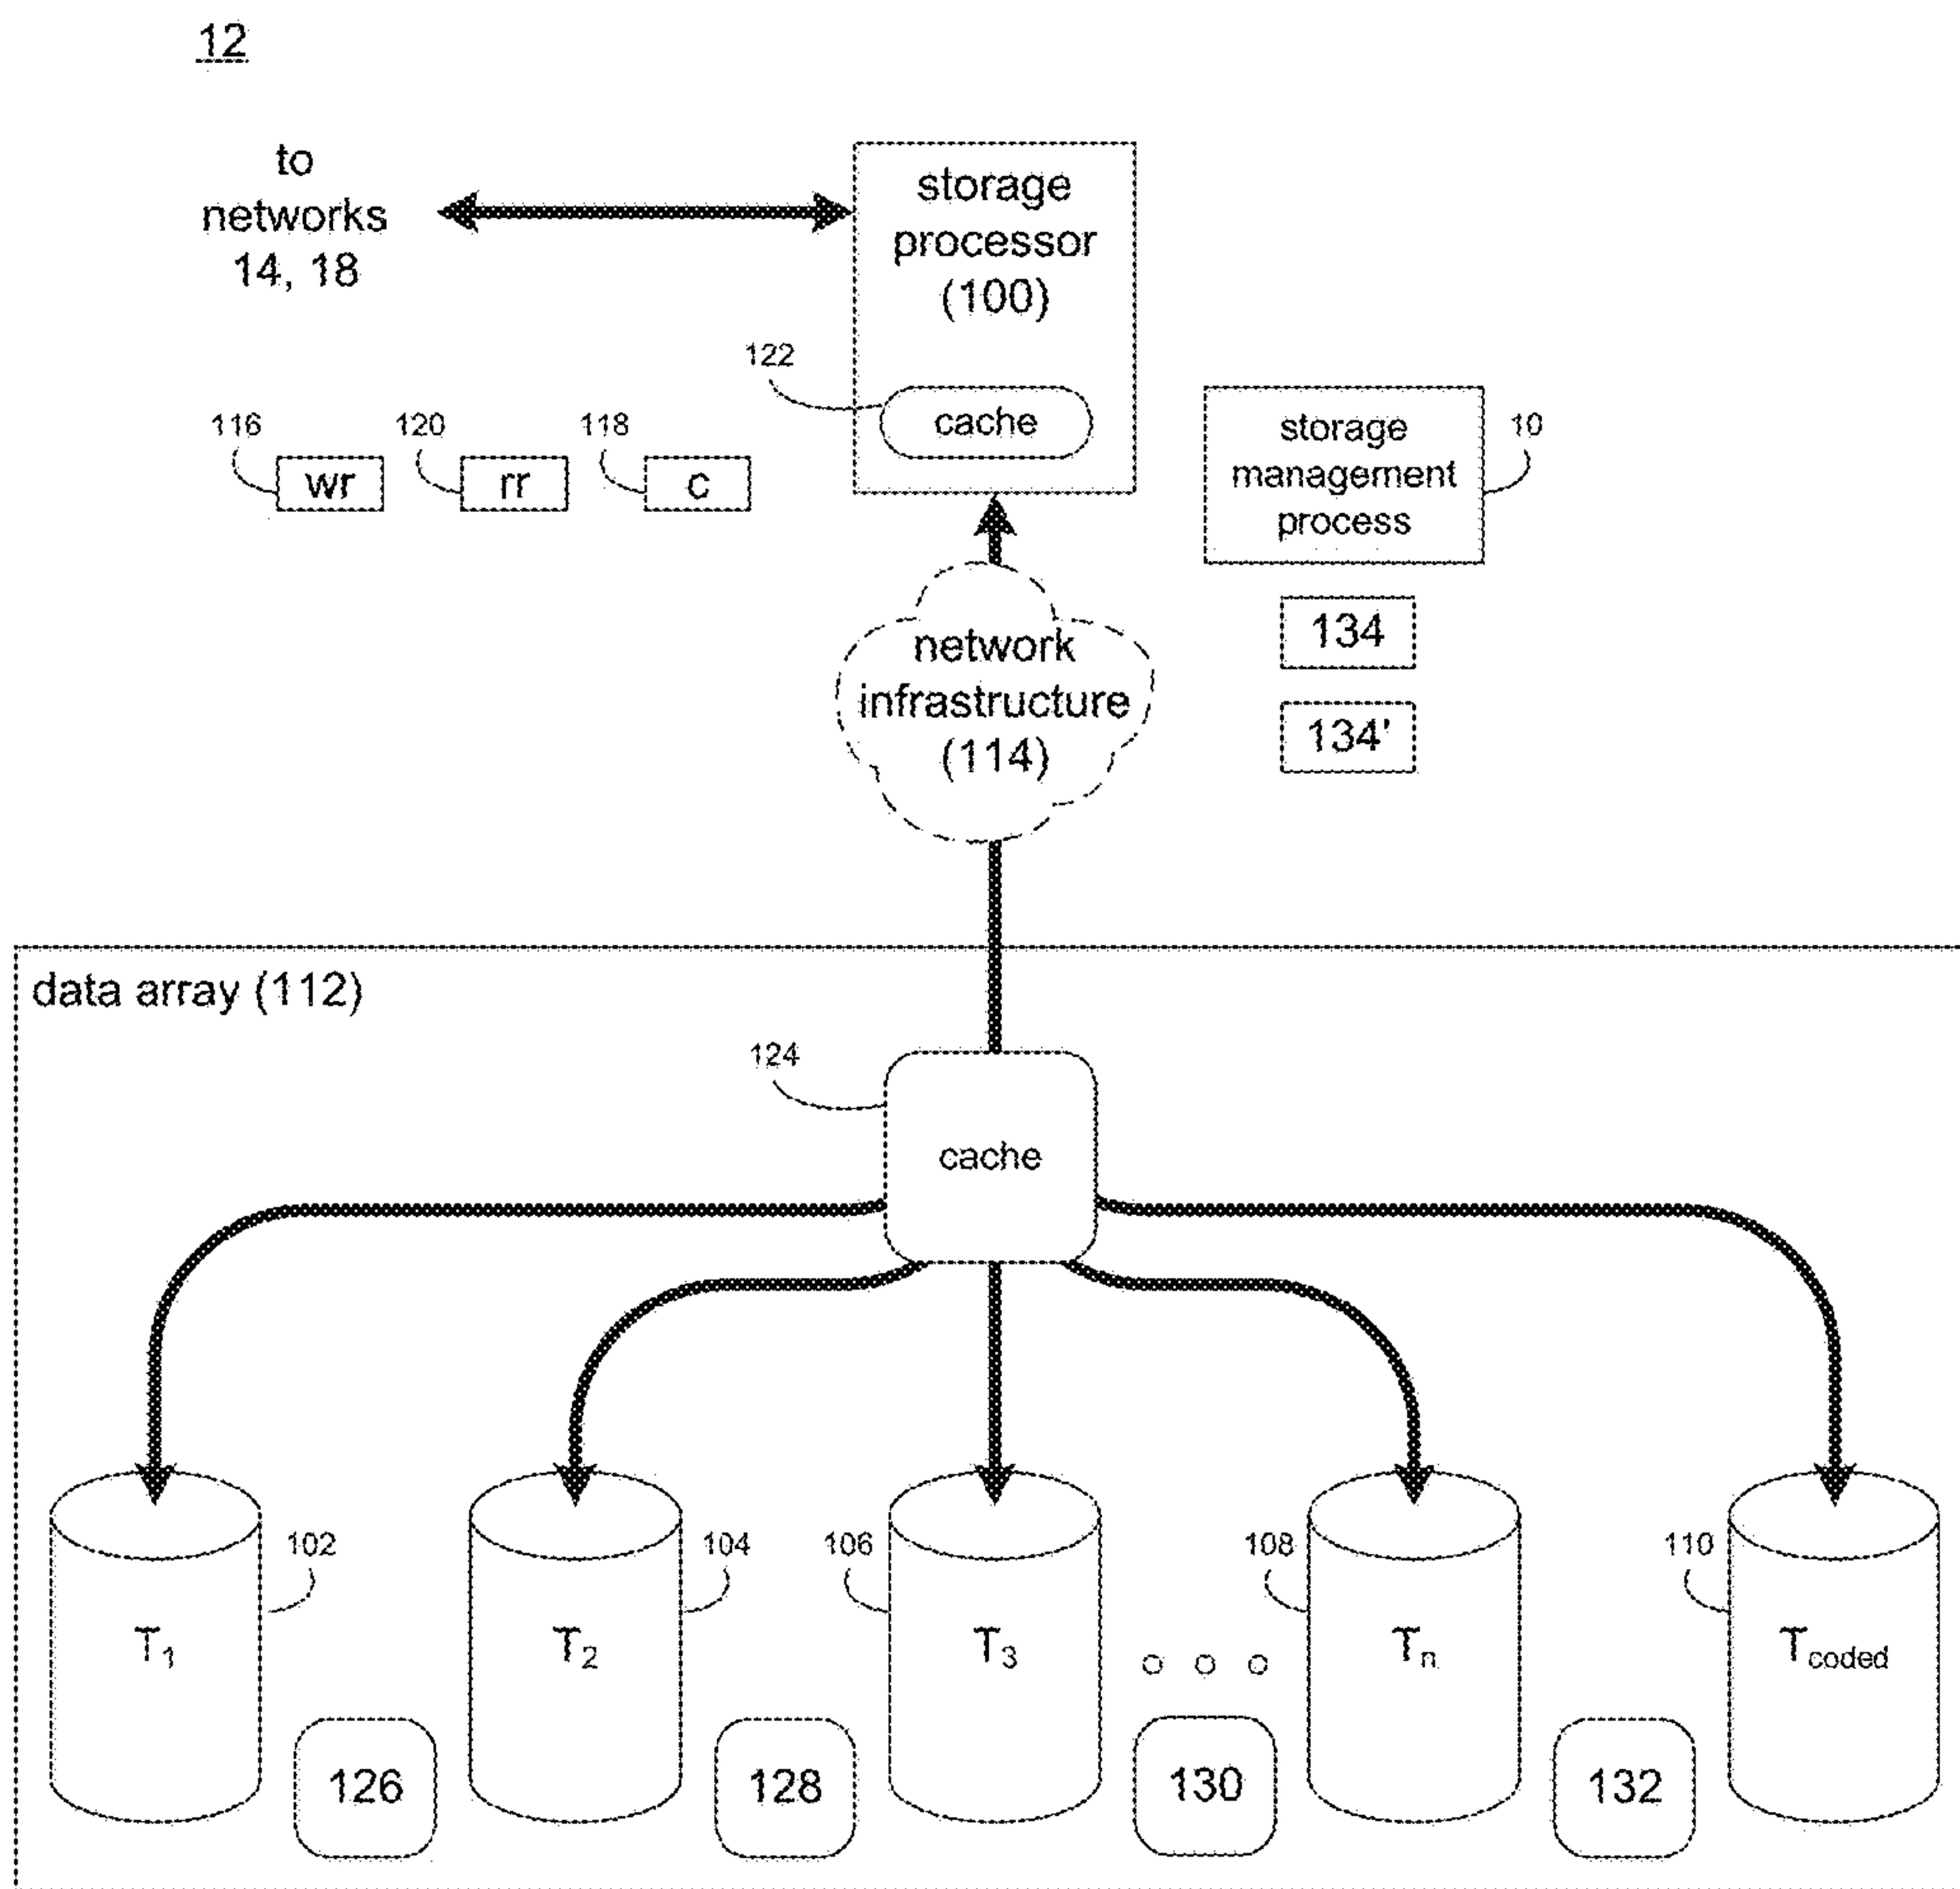 12
to
networks
14, 18
storage
processor
(100)
122
cache
116
wr
120
rr
118
c
storage
management
process
10
134
134'
network
infrastructure
(114)
data array (112)
124
cache
102
104
106
108
110
T1
T2
T3
Tn
Tcoded
126
128
130
132